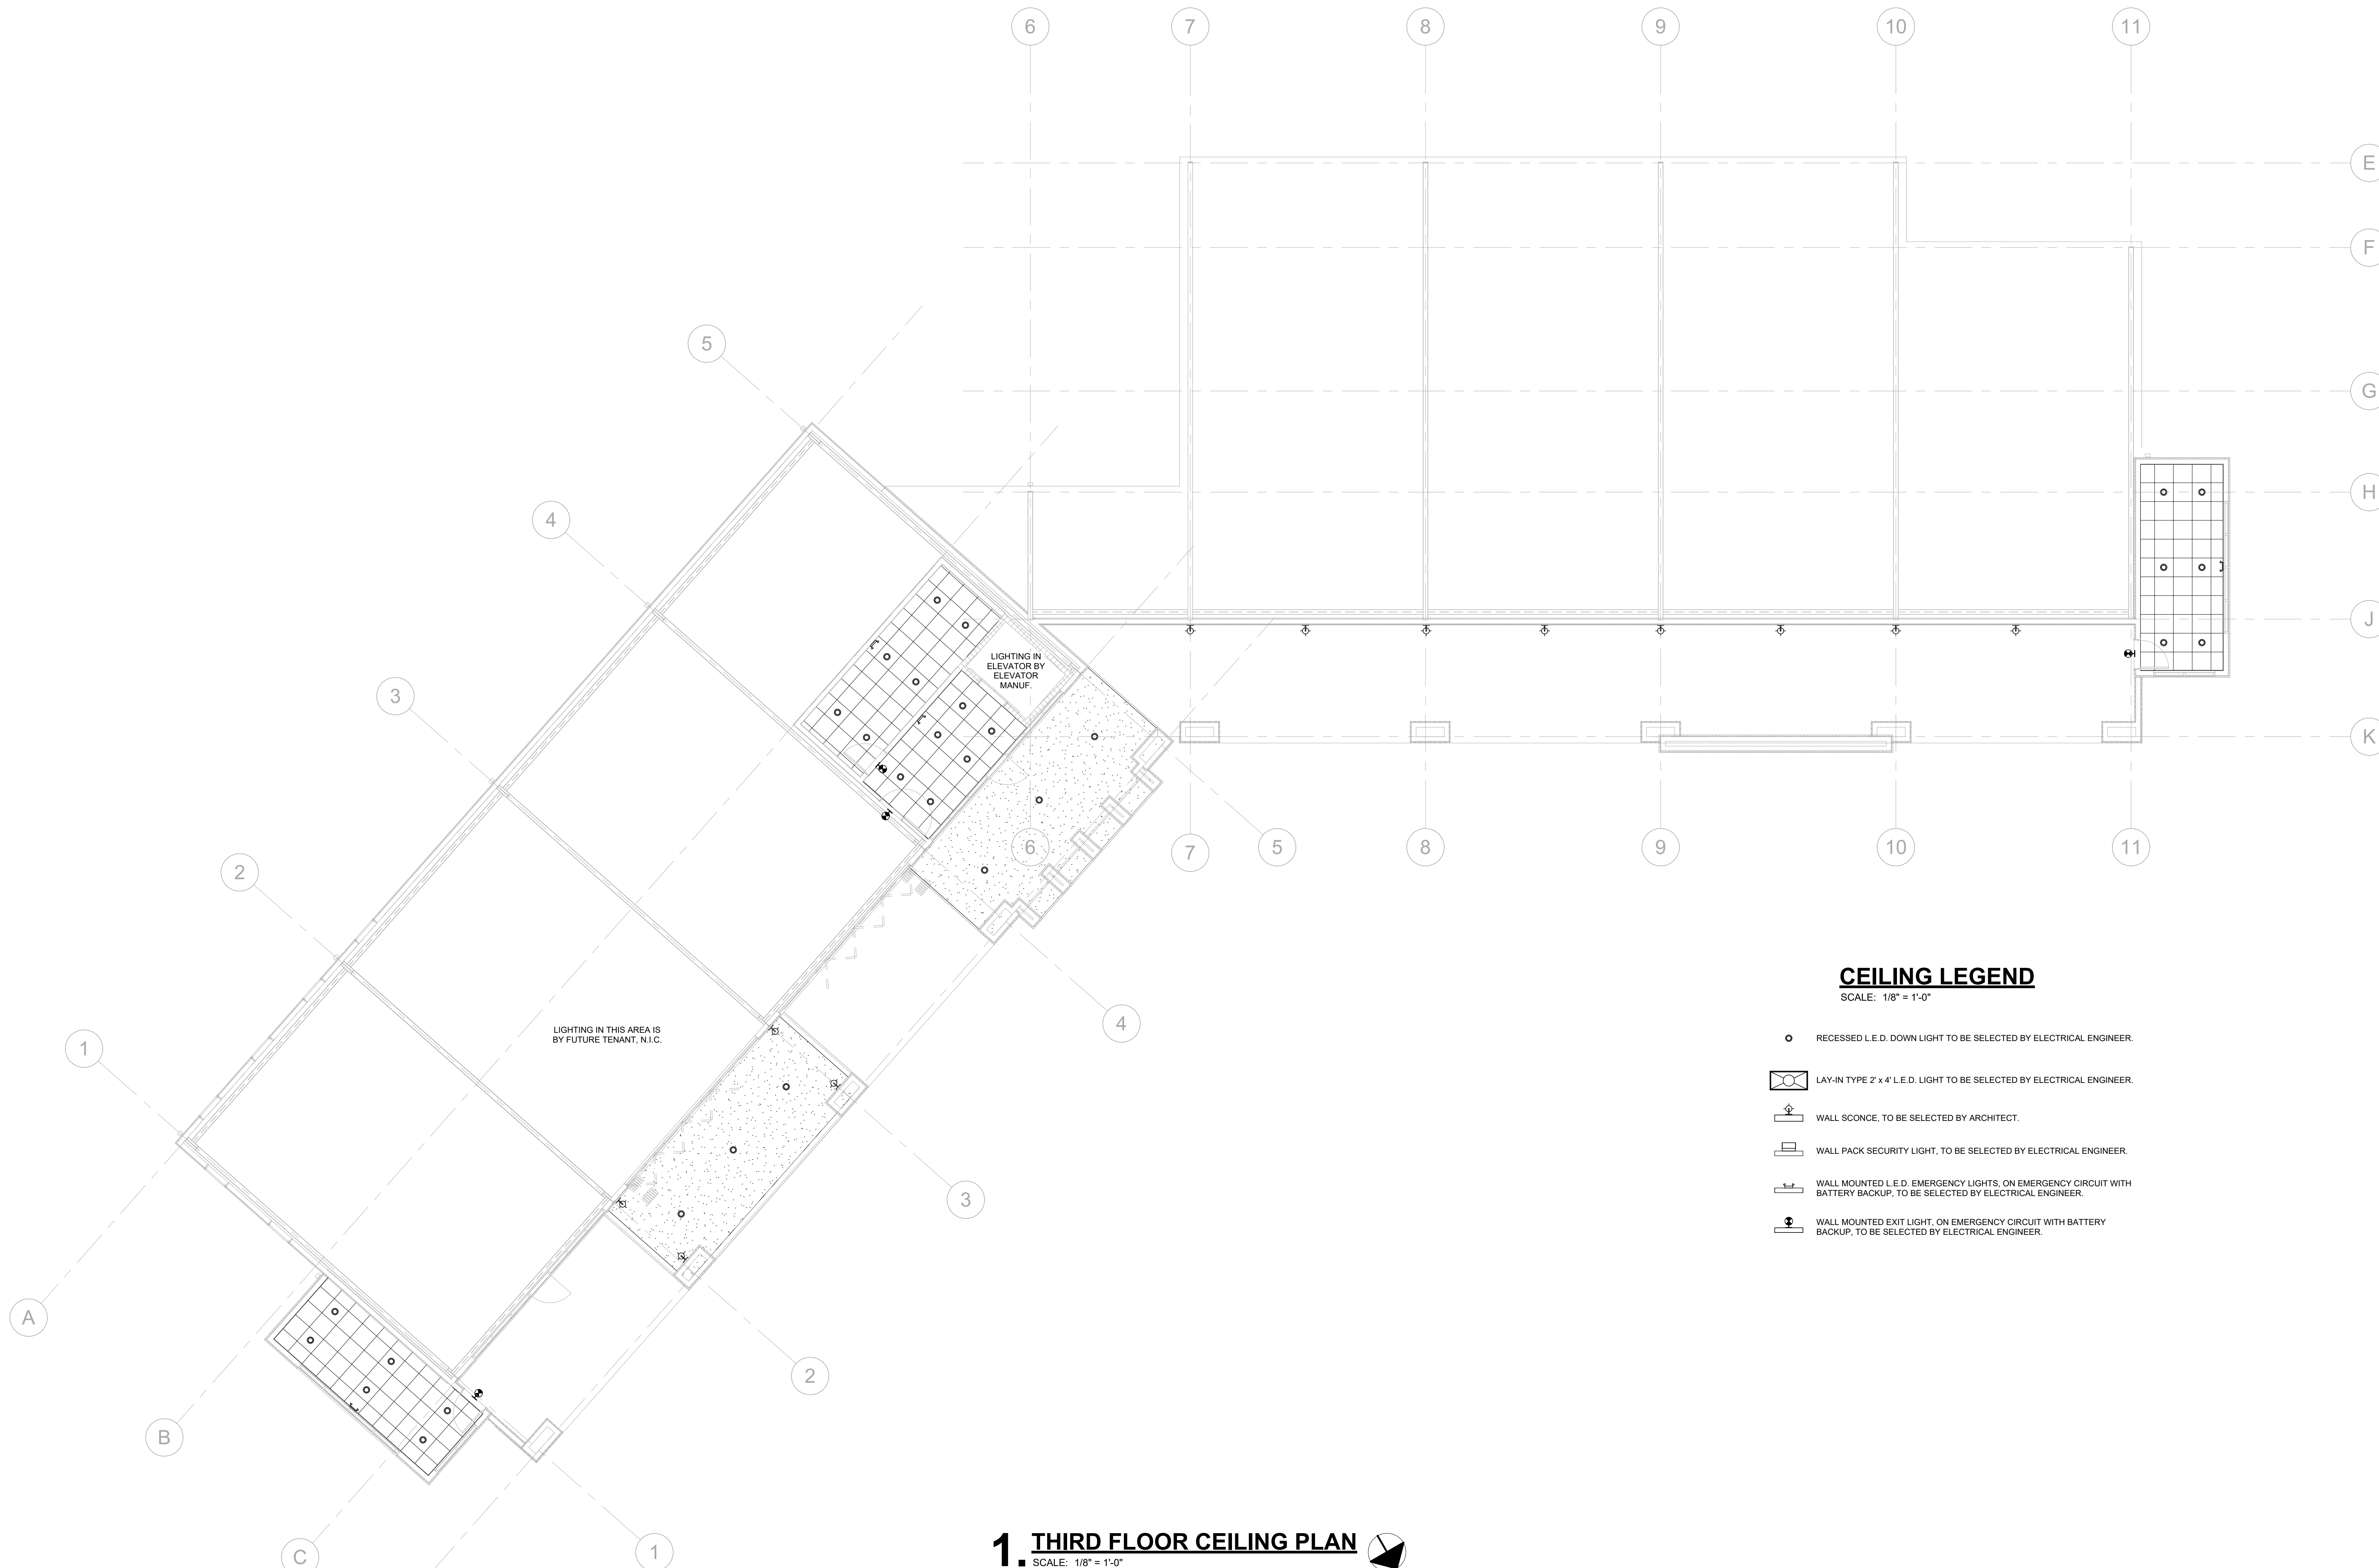 6
7
8
9
10
11
E
F
G
H
J
K
5
4
3
2
1
LIGHTING IN
ELEVATOR BY
ELEVATOR
MANUF.
LIGHTING IN THIS AREA IS
BY FUTURE TENANT, N.I.C.
6
7
5
8
9
10
11
4
3
2
1
A
B
C
CEILING LEGEND
SCALE: 1/8" = 1'-0"
RECESSED L.E.D. DOWN LIGHT TO BE SELECTED BY ELECTRICAL ENGINEER.
LAY-IN TYPE 2' x 4' L.E.D. LIGHT TO BE SELECTED BY ELECTRICAL ENGINEER.
WALL SCONCE, TO BE SELECTED BY ARCHITECT.
WALL PACK SECURITY LIGHT, TO BE SELECTED BY ELECTRICAL ENGINEER.
WALL MOUNTED L.E.D. EMERGENCY LIGHTS, ON EMERGENCY CIRCUIT WITH
BATTERY BACKUP, TO BE SELECTED BY ELECTRICAL ENGINEER.
WALL MOUNTED EXIT LIGHT, ON EMERGENCY CIRCUIT WITH BATTERY
BACKUP, TO BE SELECTED BY ELECTRICAL ENGINEER.
1. THIRD FLOOR CEILING PLAN
SCALE: 1/8" = 1'-0"